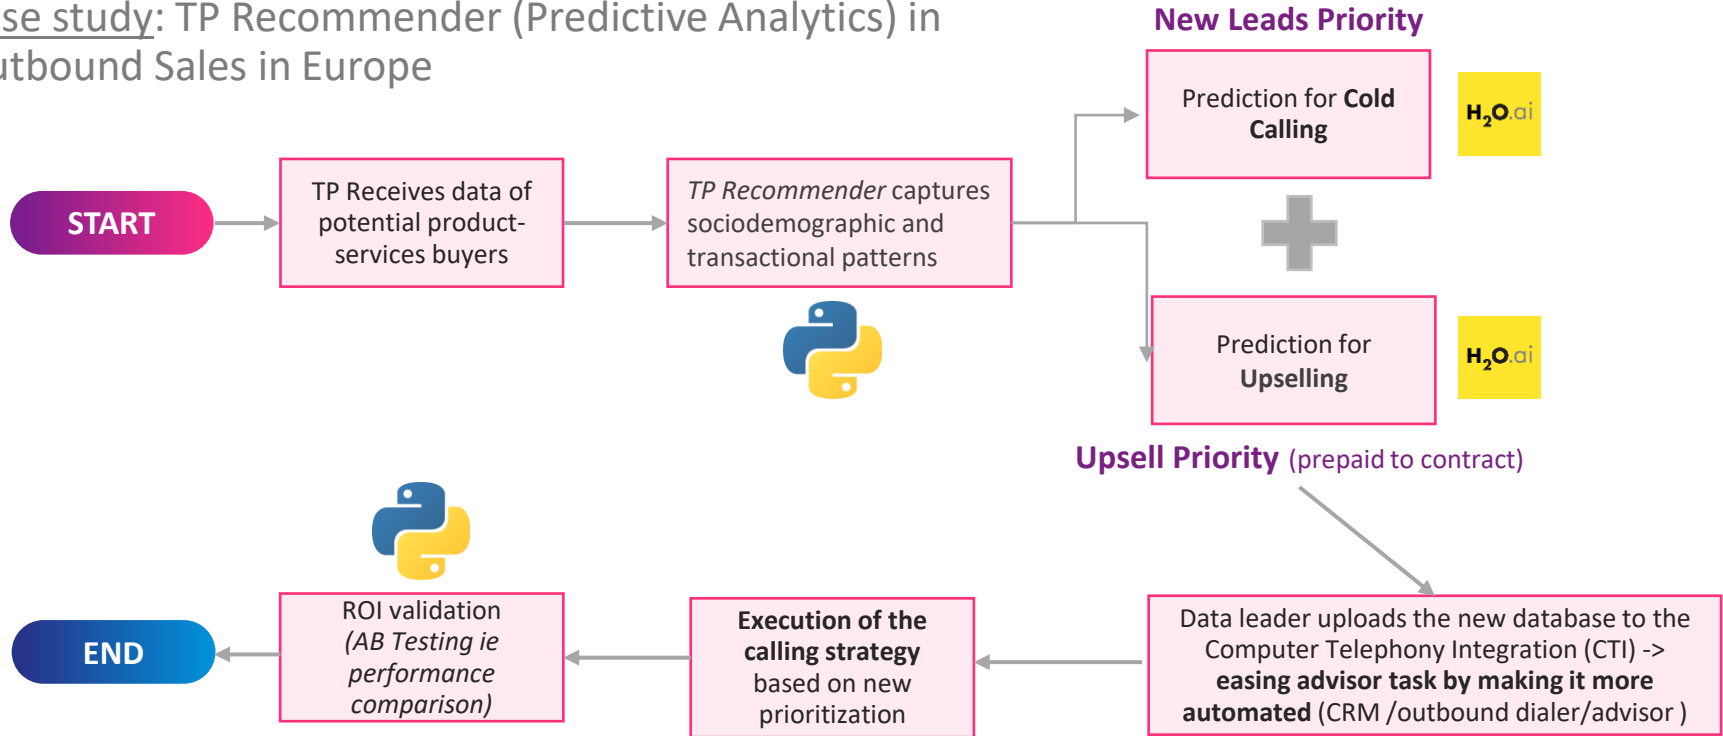 se study: TP Recommender (Predictive Analytics) in
utbound Sales in Europe
New Leads Priority
Prediction for Cold
Calling
H2O.ai
START
TP Receives data of
potential product-
services buyers
TP Recommender captures
sociodemographic and
transactional patterns
Prediction for
Upselling
H2O.ai
Upsell Priority (prepaid to contract)
Data leader uploads the new database to the
Computer Telephony Integration (CTI) ->
easing advisor task by making it more
automated (CRM /outbound dialer/advisor )
Execution of the
calling strategy
based on new
prioritization
ROI validation
(AB Testing ie
performance
comparison)
END